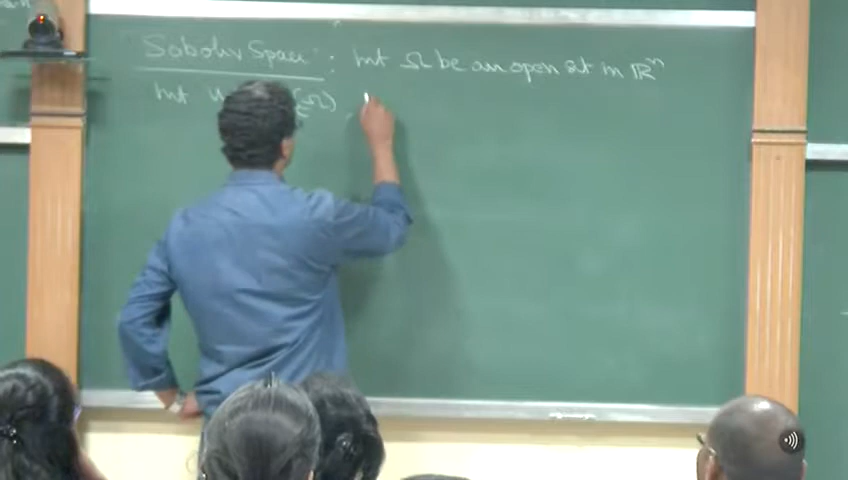 Sobolev Space : Let Ω be an open set in ℝⁿ
Let u (Ω)